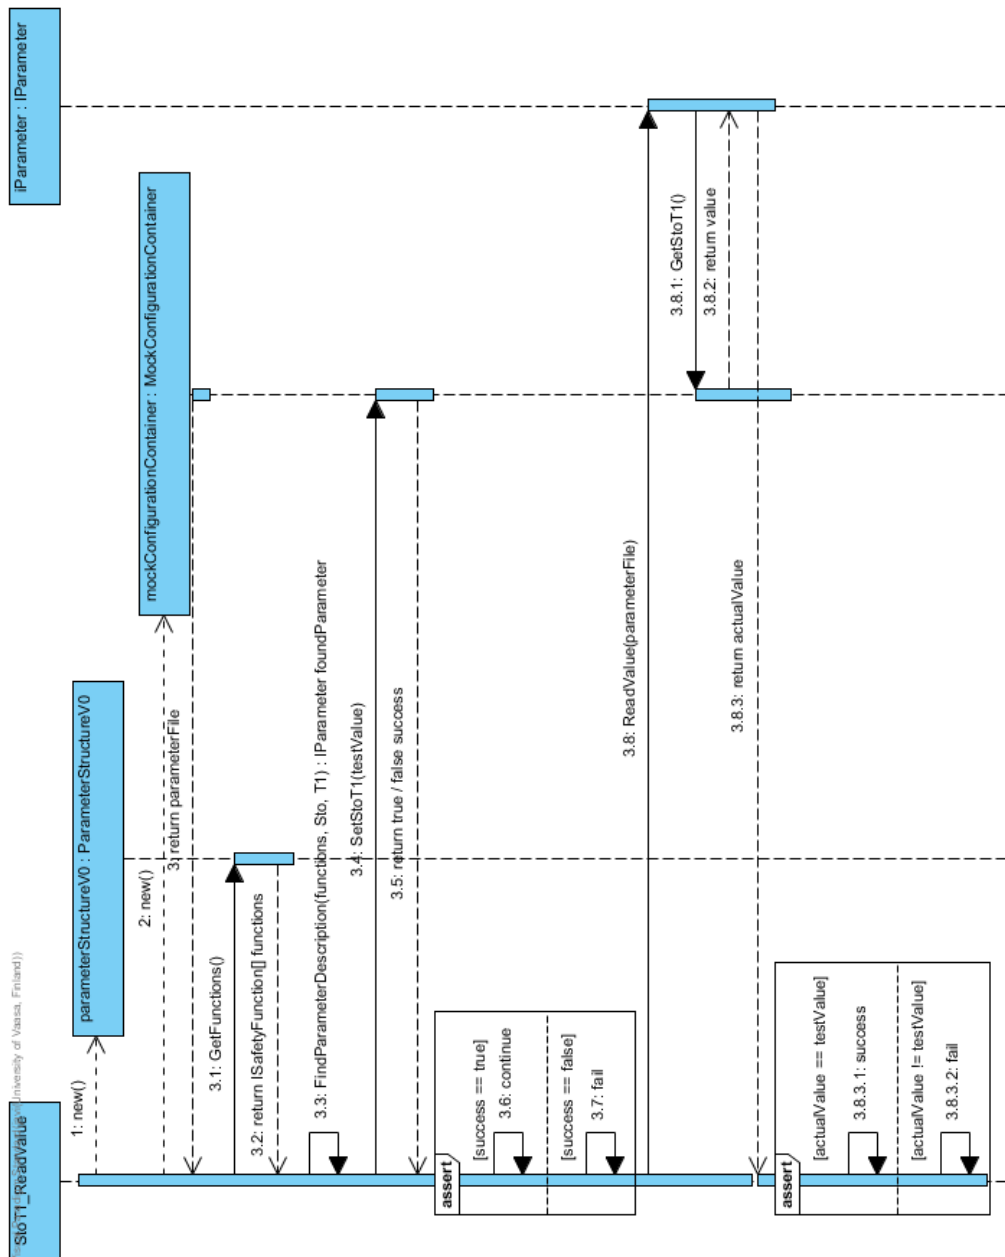 University of Vaasa, Finland))
StoT1_ReadValue
parameterStructureV0 : ParameterStructureV0
mockConfigurationContainer : MockConfigurationContainer
iParameter : IParameter
1: new()
2: new()
3: return parameterFile
3.1: GetFunctions()
3.2: return ISafetyFunction[] functions
3.3: FindParameterDescription(functions, Sto, T1) : IParameter foundParameter
3.4: SetStoT1(testValue)
3.5: return true / false success
assert
[success == true]
3.6: continue
[success == false]
3.7: fail
3.8: ReadValue(parameterFile)
3.8.1: GetStoT1()
3.8.2: return value
3.8.3: return actualValue
assert
[actualValue == testValue]
3.8.3.1: success
[actualValue != testValue]
3.8.3.2: fail